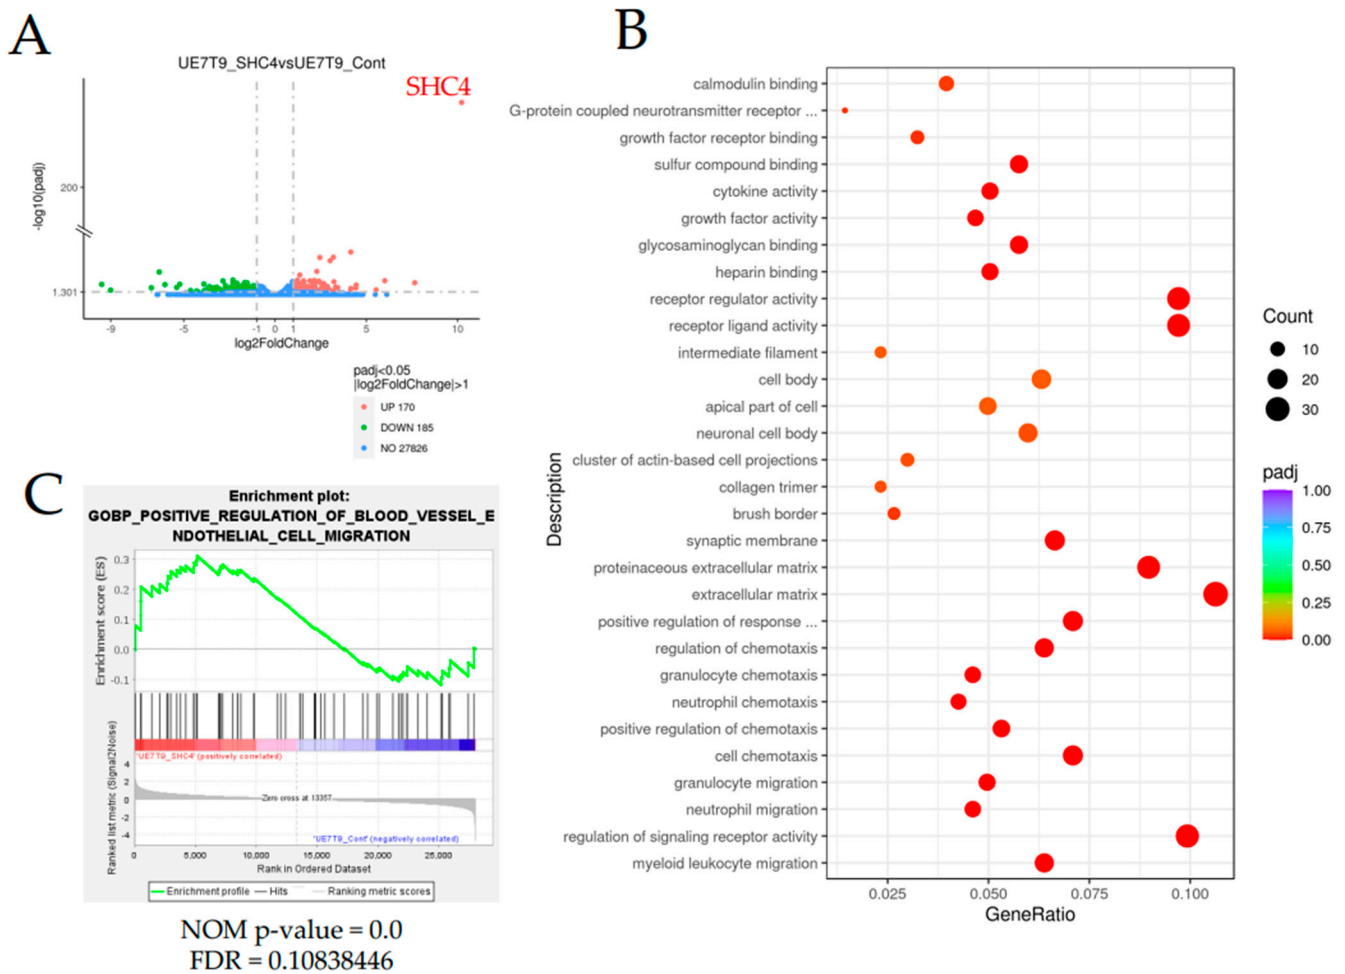 A
UE7T9_SHC4vsUE7T9_Cont
SHC4
-log10(padj)
200
1.301
-9
-5
-1
0
1
5
10
log2FoldChange
padj<0.05
|log2FoldChange|>1
UP 170
DOWN 185
NO 27826
B
Description
calmodulin binding
G-protein coupled neurotransmitter receptor ...
growth factor receptor binding
sulfur compound binding
cytokine activity
growth factor activity
glycosaminoglycan binding
heparin binding
receptor regulator activity
receptor ligand activity
intermediate filament
cell body
apical part of cell
neuronal cell body
cluster of actin-based cell projections
collagen trimer
brush border
synaptic membrane
proteinaceous extracellular matrix
extracellular matrix
positive regulation of response ...
regulation of chemotaxis
granulocyte chemotaxis
neutrophil chemotaxis
positive regulation of chemotaxis
cell chemotaxis
granulocyte migration
neutrophil migration
regulation of signaling receptor activity
myeloid leukocyte migration
0.025
0.050
0.075
0.100
GeneRatio
Count
10
20
30
padj
1.00
0.75
0.50
0.25
0.00
C
Enrichment plot:
GOBP_POSITIVE_REGULATION_OF_BLOOD_VESSEL_E
NDOTHELIAL_CELL_MIGRATION
Enrichment score (ES)
0.3
0.2
0.1
0.0
-0.1
Ranked list metric (Signal2Noise)
'UE7T9_SHC4' (positively correlated)
4
2
0
-2
-4
Zero cross at 13357
'UE7T9_Cont' (negatively correlated)
0
5,000
10,000
15,000
20,000
25,000
Rank in Ordered Dataset
Enrichment profile
Hits
Ranking metric scores
NOM p-value = 0.0
FDR = 0.10838446